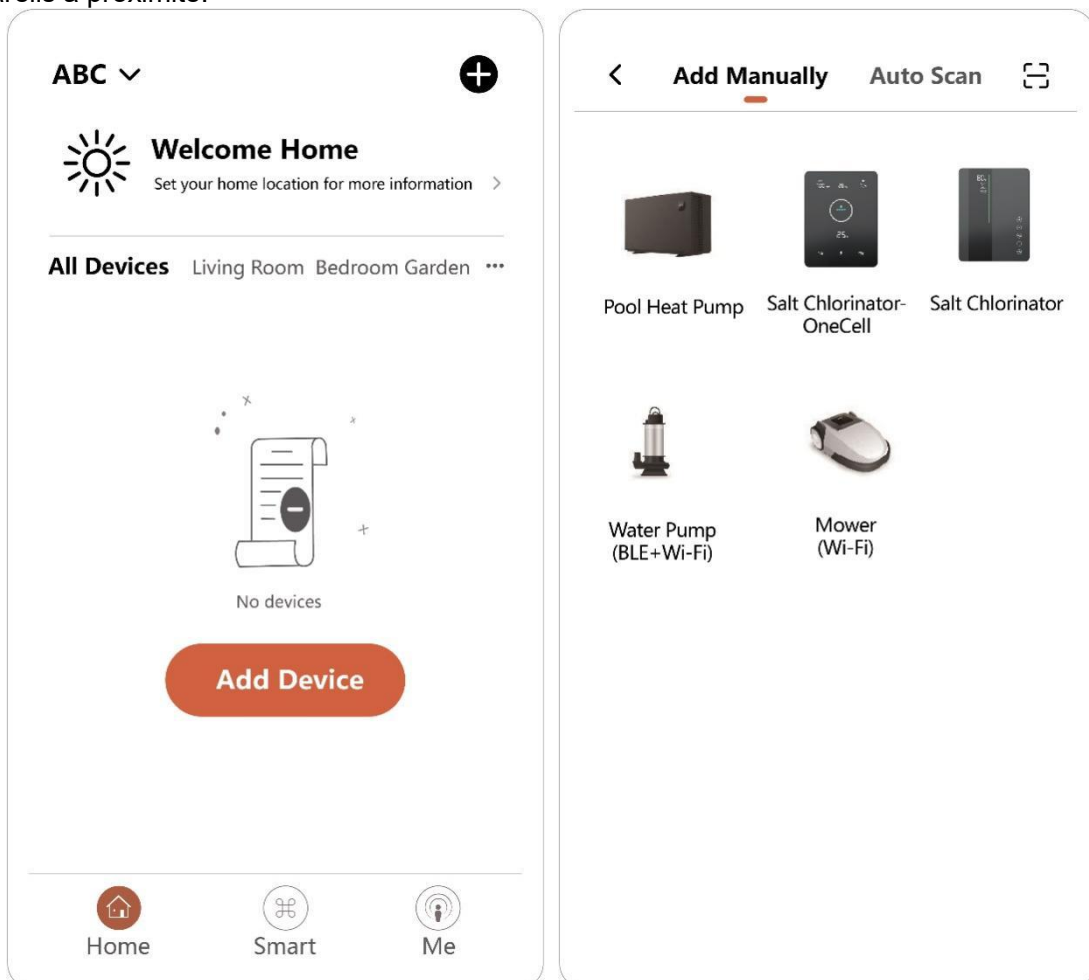 à proximité.
ABC
Welcome Home
Set your home location for more information
All Devices Living Room Bedroom Garden •••
No devices
Add Device
Home Smart Me
Add Manually Auto Scan
Pool Heat Pump Salt Chlorinator- Salt Chlorinator
OneCell
Water Pump Mower
(BLE+Wi-Fi) (Wi-Fi)